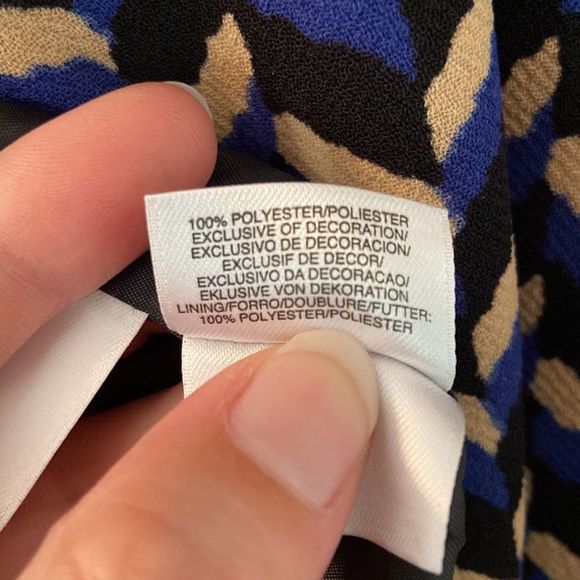 100% POLYESTER/POLIESTER
EXCLUSIVE OF DECORATION/
EXCLUSIVO DE DECORACION/
EXCLUSIF DE DECOR/
EXCLUSIVO DA DECORACAO/
EKLUSIVE VON DEKORATION
LINING/FORRO/DOUBLURE/FUTTER:
100% POLYESTER/POLIESTER